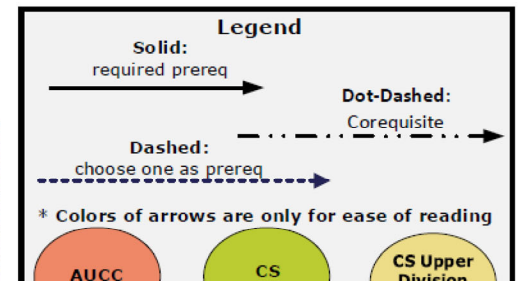 Legend
Solid:
required prereq
Dot-Dashed:
Corequisite
Dashed:
choose one as prereq
* Colors of arrows are only for ease of reading
AUCC
CS
CS Upper
Division